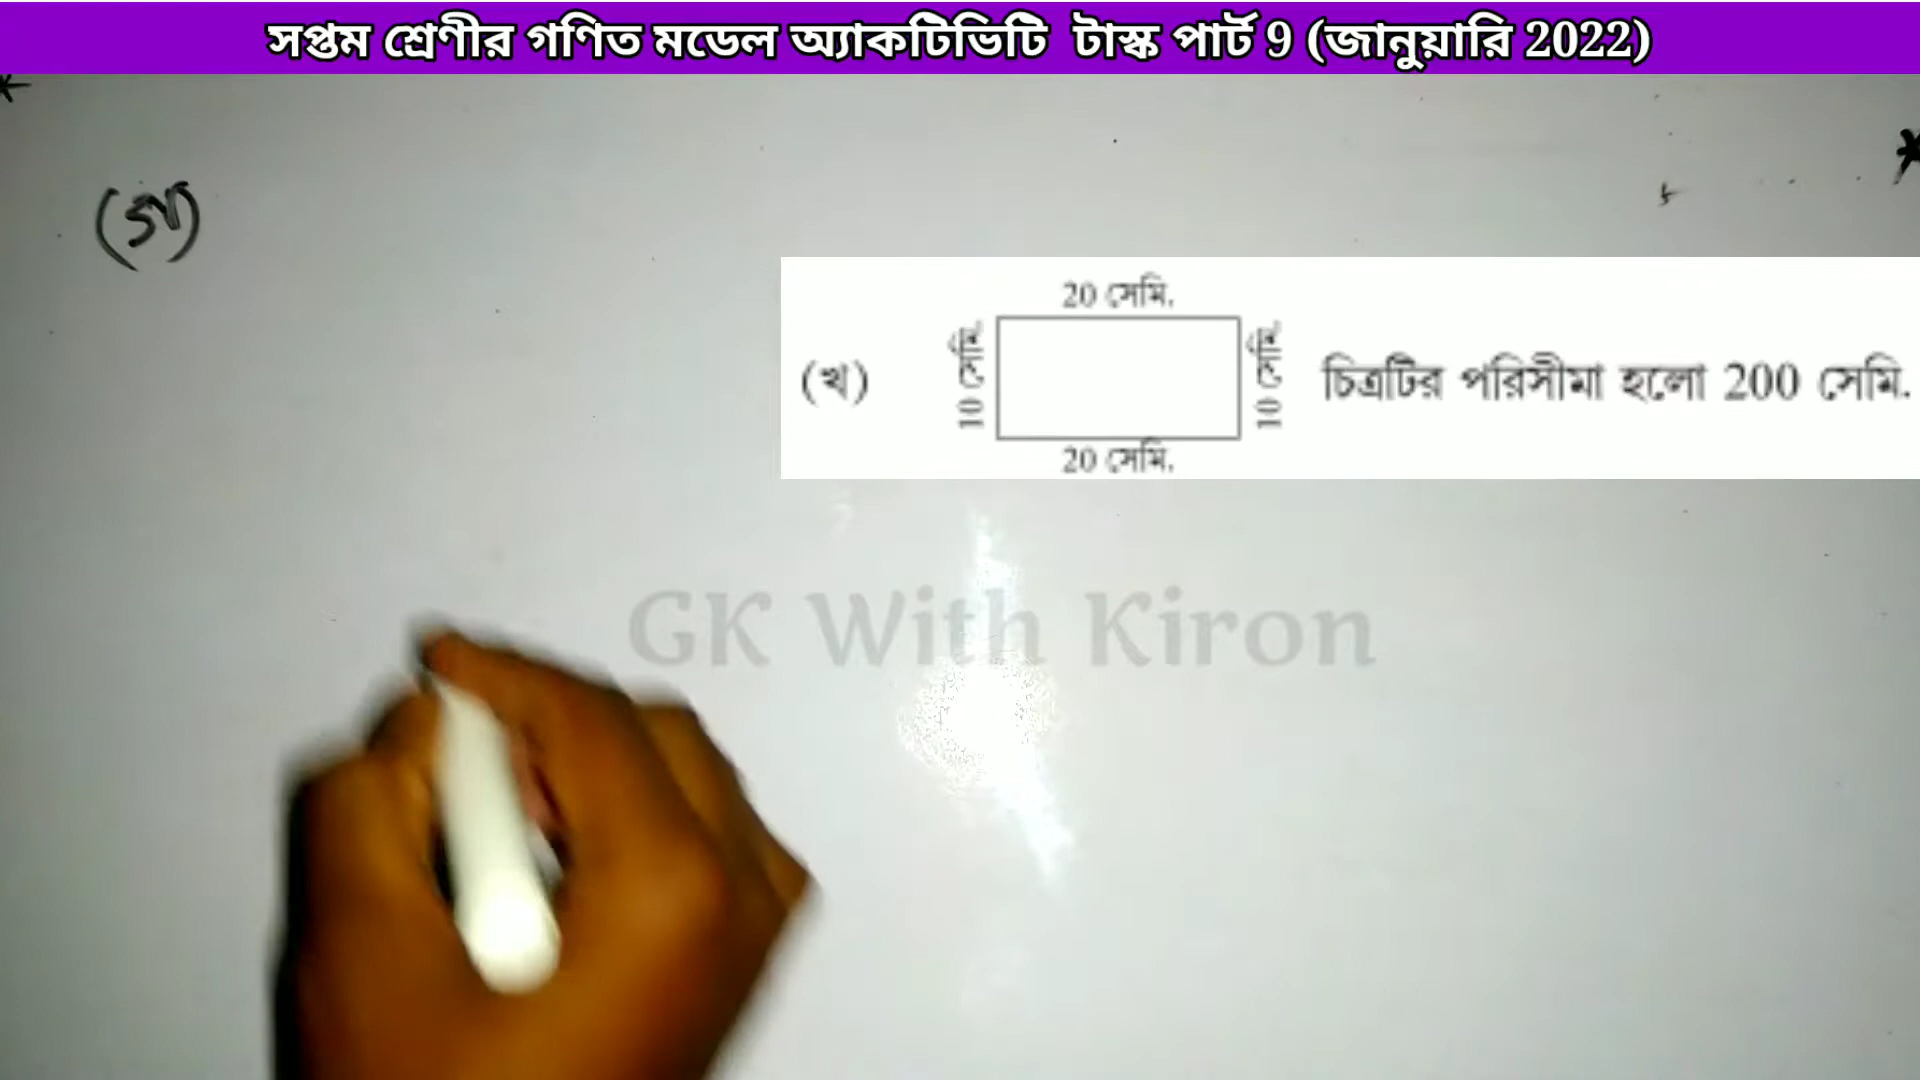 সপ্তম শ্রেণীর গণিত মডেল অ্যাকটিভিটি টাস্ক পার্ট 9 (জানুয়ারি 2022)
20 সেমি.
(খ) 10 সেমি. 10 সেমি. চিত্রটির পরিসীমা হলো 200 সেমি.
20 সেমি.
GK With Kiron